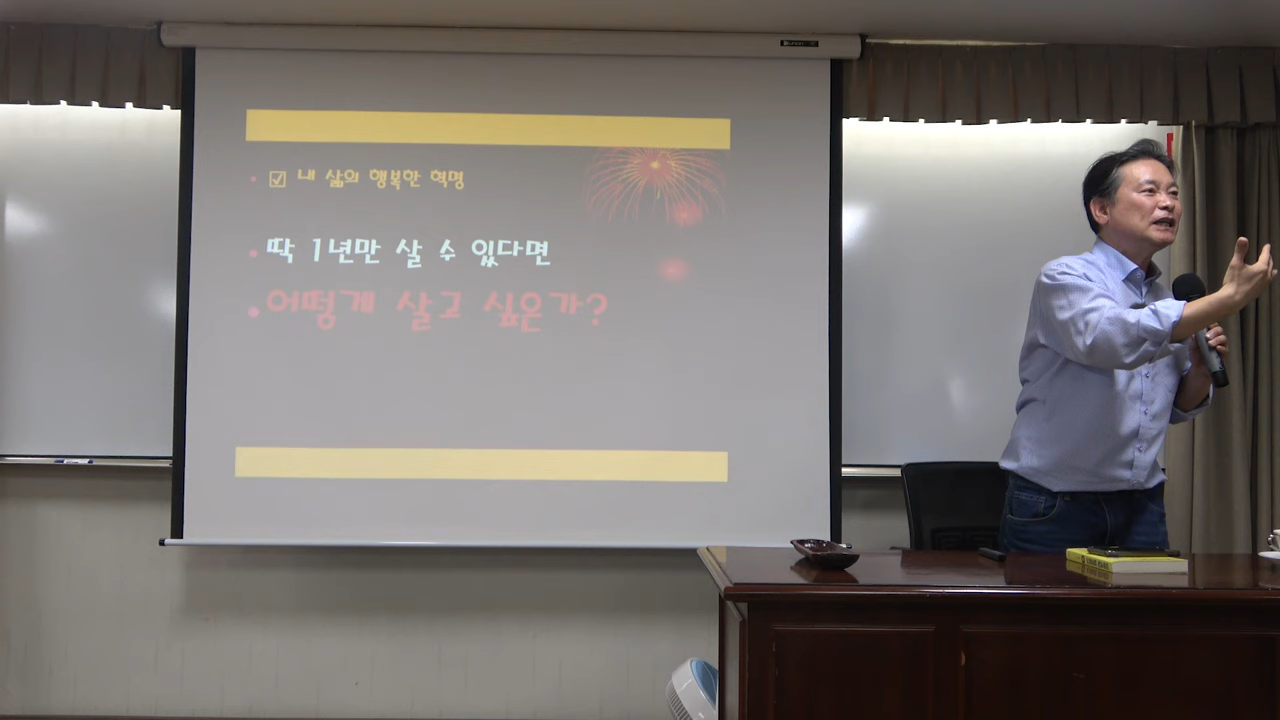 ☑ 내 삶의 행복한 혁명
딱 1년만 살 수 있다면
어떻게 살고 싶은가?